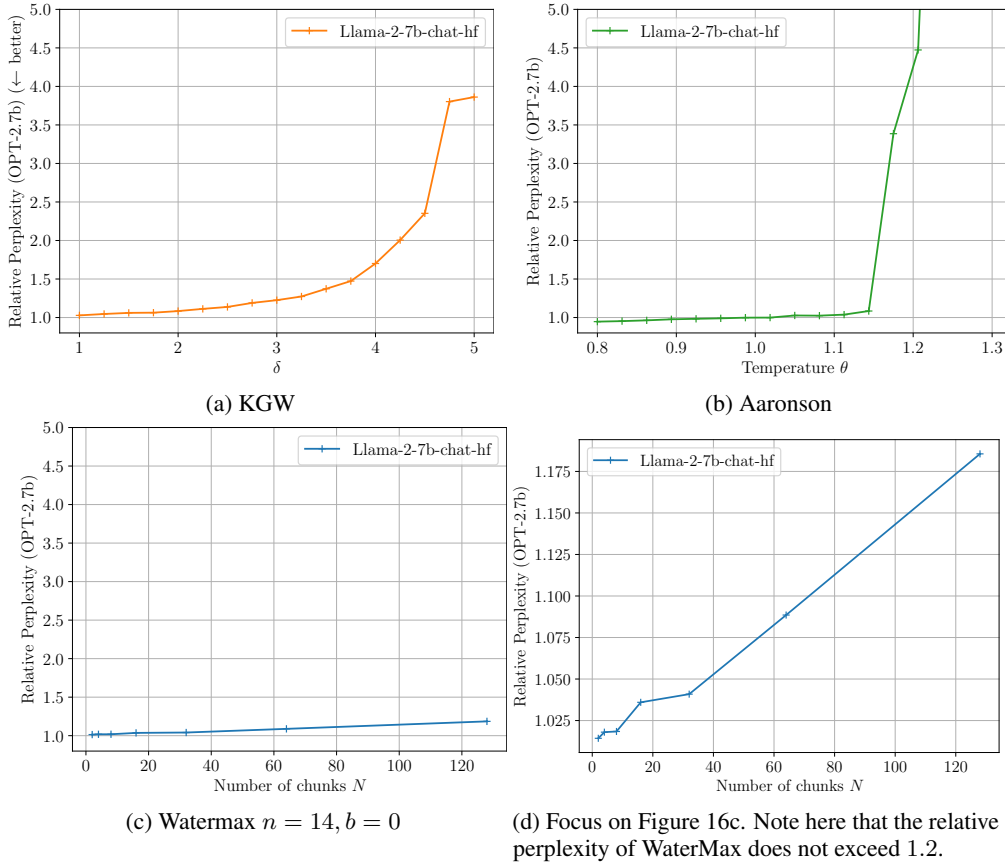 5.0
4.5
4.0
3.5
3.0
2.5
2.0
1.5
1.0
Relative Perplexity (OPT-2.7b) (← better)
Llama-2-7b-chat-hf
1 2 3 4 5
δ
(a) KGW
5.0
4.5
4.0
3.5
3.0
2.5
2.0
1.5
1.0
Relative Perplexity (OPT-2.7b)
Llama-2-7b-chat-hf
0.8 0.9 1.0 1.1 1.2 1.3
Temperature θ
(b) Aaronson
5.0
4.5
4.0
3.5
3.0
2.5
2.0
1.5
1.0
Relative Perplexity (OPT-2.7b)
Llama-2-7b-chat-hf
0 20 40 60 80 100 120
Number of chunks N
(c) Watermax n = 14, b = 0
1.175
1.150
1.125
1.100
1.075
1.050
1.025
Relative Perplexity (OPT-2.7b)
Llama-2-7b-chat-hf
0 20 40 60 80 100 120
Number of chunks N
(d) Focus on Figure 16c. Note here that the relative
perplexity of WaterMax does not exceed 1.2.